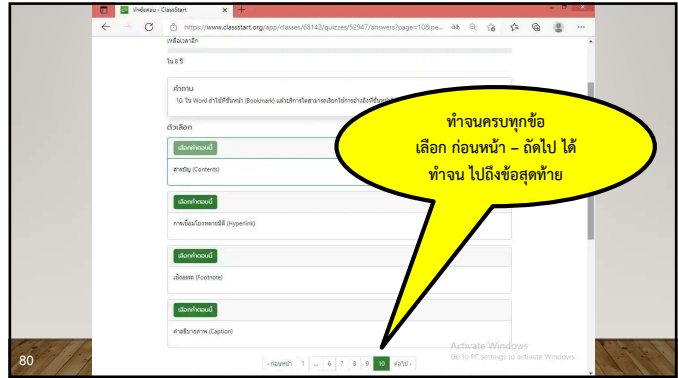 ทำข้อสอบ - ClassStart
https://www.classstart.org/app/classes/68142/quizzes/52947/answers?page=10&pe...
เหลือเวลาอีก
ใน 8 ปี
คำถาม
10. ใน Word ถ้าใช้ที่คั่นหน้า (Bookmark) แล้วบริการใดสามารถเลือกใช้การอ้างอิงที่คั่นหน้า
ตัวเลือก
เลือกคำตอบนี้
สารบัญ (Contents)
เลือกคำตอบนี้
การเชื่อมโยงหลายมิติ (Hyperlink)
เลือกคำตอบนี้
เชิงอรรถ (Footnote)
เลือกคำตอบนี้
คำอธิบายภาพ (Caption)
‹ ก่อนหน้า 1 ... 6 7 8 9 10 ต่อไป ›
ทำจนครบทุกข้อ
เลือก ก่อนหน้า – ถัดไป ได้
ทำจน ไปถึงข้อสุดท้าย
Activate Windows
Go to PC settings to activate Windows.
80